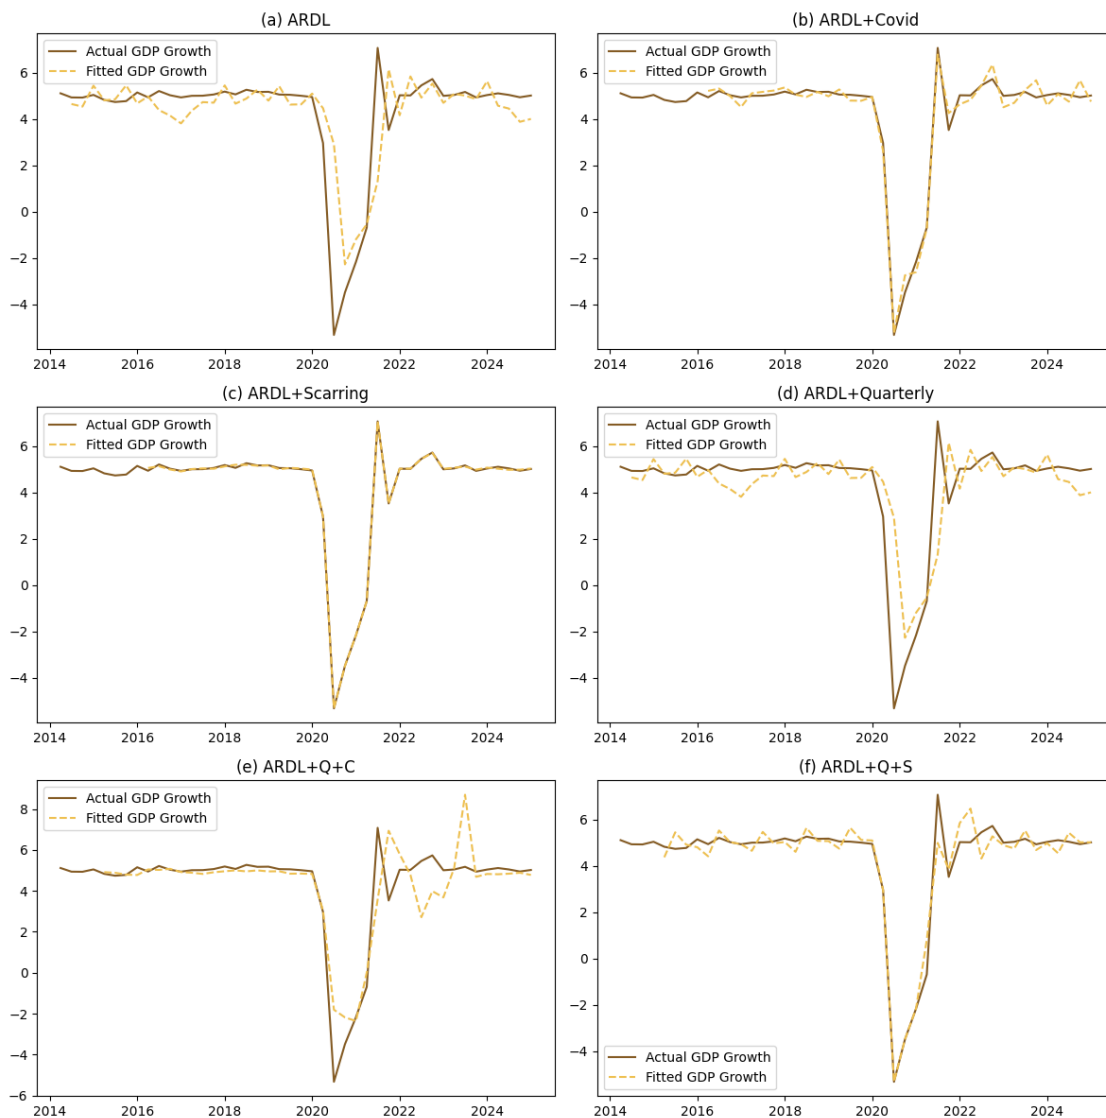 (a) ARDL
Actual GDP Growth
Fitted GDP Growth
6
4
2
0
−2
−4
2014 2016 2018 2020 2022 2024
(b) ARDL+Covid
Actual GDP Growth
Fitted GDP Growth
6
4
2
0
−2
−4
2014 2016 2018 2020 2022 2024
(c) ARDL+Scarring
Actual GDP Growth
Fitted GDP Growth
6
4
2
0
−2
−4
2014 2016 2018 2020 2022 2024
(d) ARDL+Quarterly
Actual GDP Growth
Fitted GDP Growth
6
4
2
0
−2
−4
2014 2016 2018 2020 2022 2024
(e) ARDL+Q+C
Actual GDP Growth
Fitted GDP Growth
8
6
4
2
0
−2
−4
−6
2014 2016 2018 2020 2022 2024
(f) ARDL+Q+S
6
4
2
0
−2
−4
Actual GDP Growth
Fitted GDP Growth
2014 2016 2018 2020 2022 2024